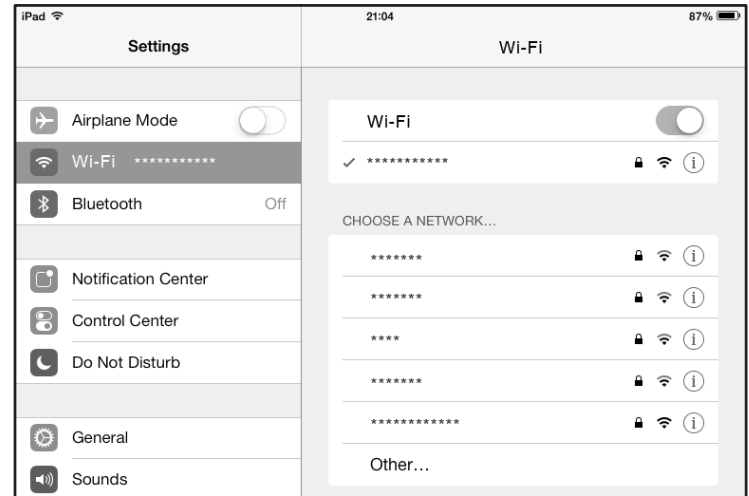 iPad 21:04 87%
Settings
Wi-Fi
Airplane Mode
Wi-Fi ***********
Bluetooth Off
Notification Center
Control Center
Do Not Disturb
General
Sounds
Wi-Fi
***********
CHOOSE A NETWORK...
*******
*******
****
*******
************
Other...